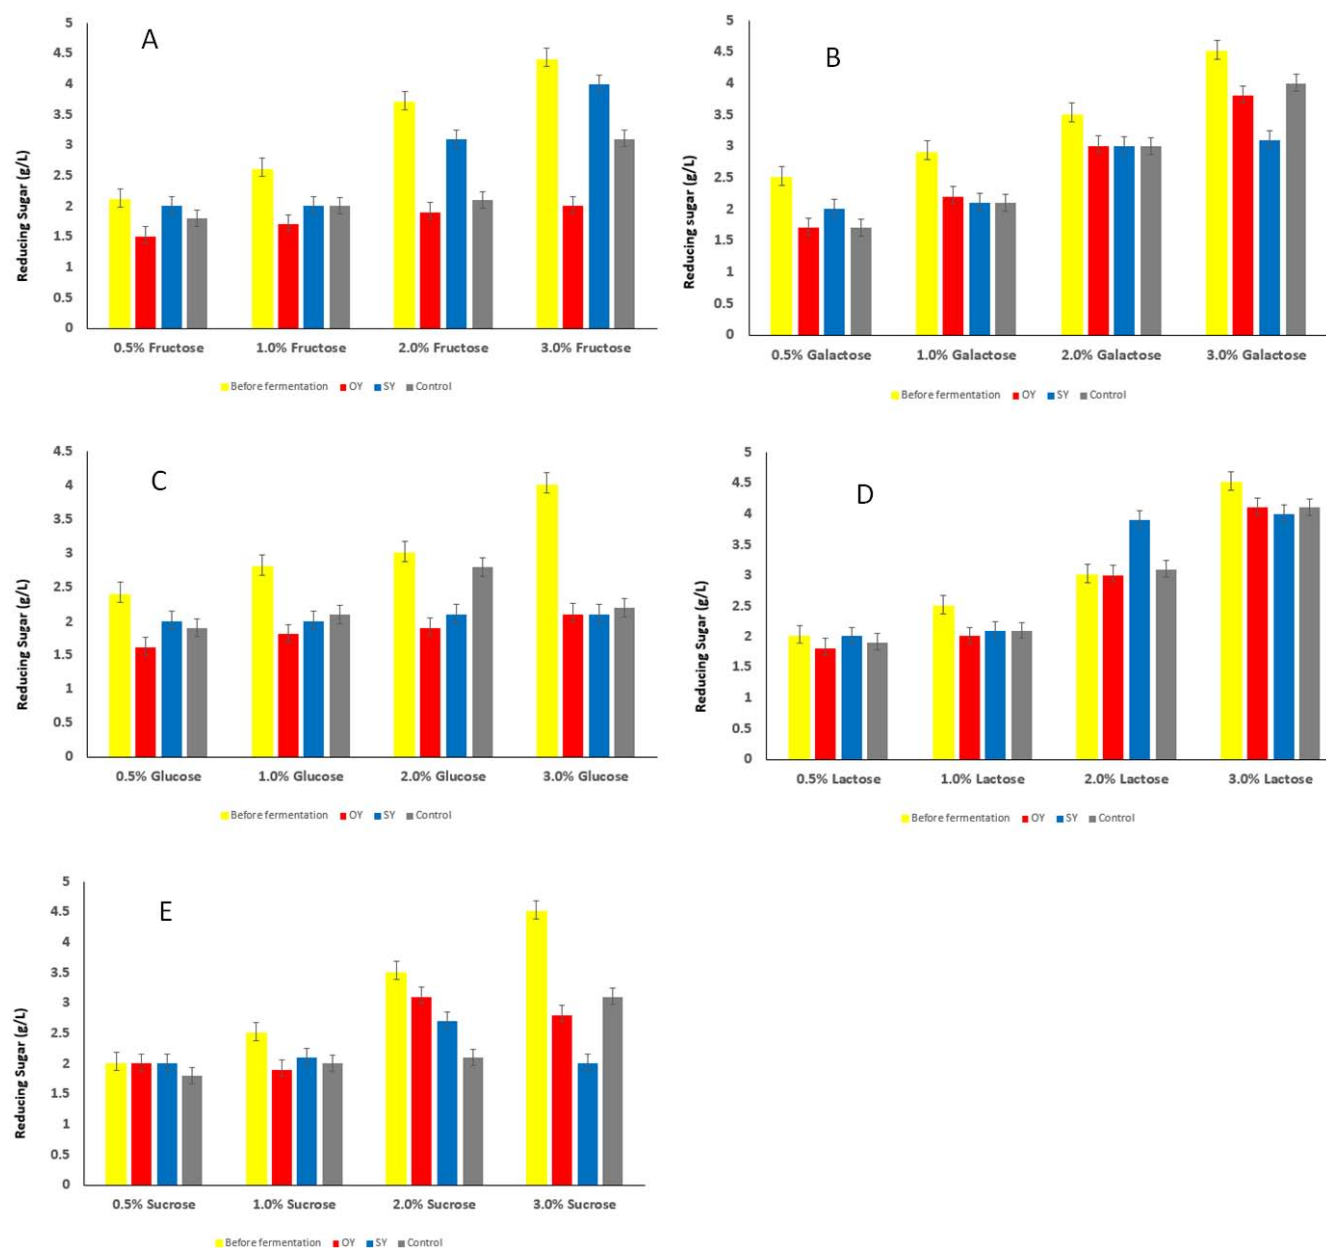 A
Reducing Sugar (g/L)
5
4.5
4
3.5
3
2.5
2
1.5
1
0.5
0
0.5% Fructose 1.0% Fructose 2.0% Fructose 3.0% Fructose
Before fermentation OY SY Control
B
Reducing sugar (g/L)
5
4.5
4
3.5
3
2.5
2
1.5
1
0.5
0
0.5% Galactose 1.0% Galactose 2.0% Galactose 3.0% Galactose
Before fermentation OY SY Control
C
Reducing Sugar (g/L)
4.5
4
3.5
3
2.5
2
1.5
1
0.5
0
0.5% Glucose 1.0% Glucose 2.0% Glucose 3.0% Glucose
Before fermentation OY SY Control
D
Reducing Sugar (g/L)
5
4.5
4
3.5
3
2.5
2
1.5
1
0.5
0
0.5% Lactose 1.0% Lactose 2.0% Lactose 3.0% Lactose
Before fermentation OY SY Control
E
Reducing Sugar (g/L)
5
4.5
4
3.5
3
2.5
2
1.5
1
0.5
0
0.5% Sucrose 1.0% Sucrose 2.0% Sucrose 3.0% Sucrose
Before fermentation OY SY Control